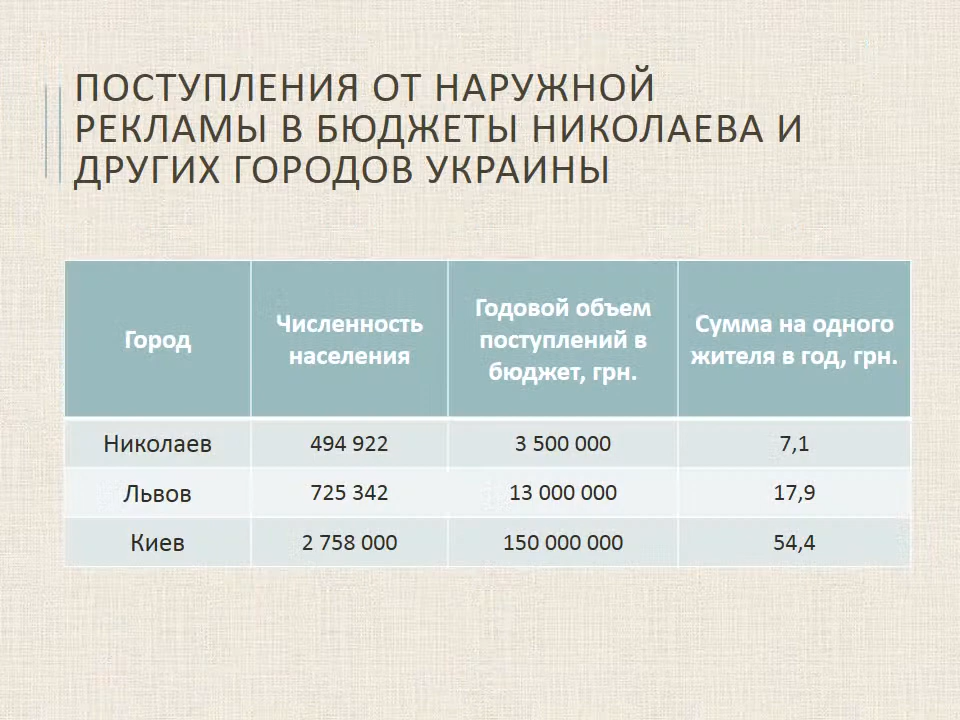 ПОСТУПЛЕНИЯ ОТ НАРУЖНОЙ
РЕКЛАМЫ В БЮДЖЕТЫ НИКОЛАЕВА И
ДРУГИХ ГОРОДОВ УКРАИНЫ
Город
Численность
населения
Годовой объем
поступлений в
бюджет, грн.
Сумма на одного
жителя в год, грн.
Николаев 494 922 3 500 000 7,1
Львов 725 342 13 000 000 17,9
Киев 2 758 000 150 000 000 54,4